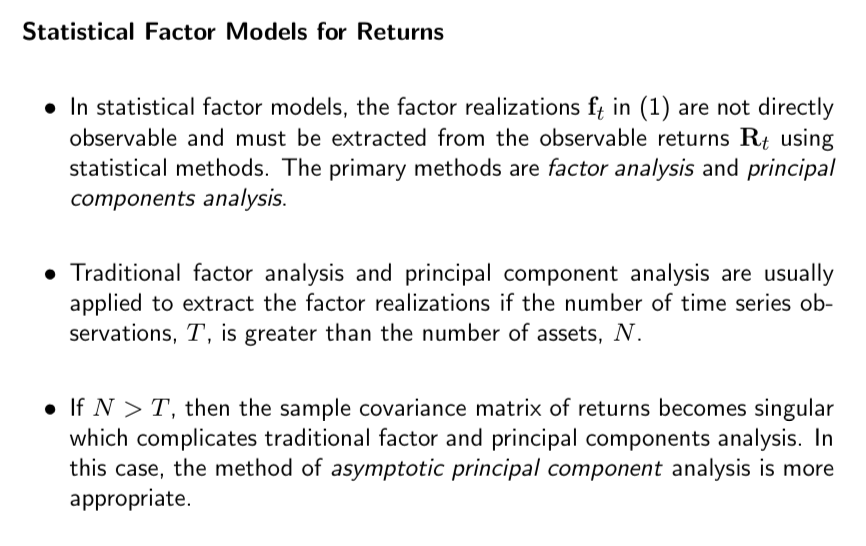 Statistical Factor Models for Returns
• In statistical factor models, the factor realizations fₜ in (1) are not directly
observable and must be extracted from the observable returns Rₜ using
statistical methods. The primary methods are factor analysis and principal
components analysis.
• Traditional factor analysis and principal component analysis are usually
applied to extract the factor realizations if the number of time series ob-
servations, T, is greater than the number of assets, N.
• If N > T, then the sample covariance matrix of returns becomes singular
which complicates traditional factor and principal components analysis. In
this case, the method of asymptotic principal component analysis is more
appropriate.